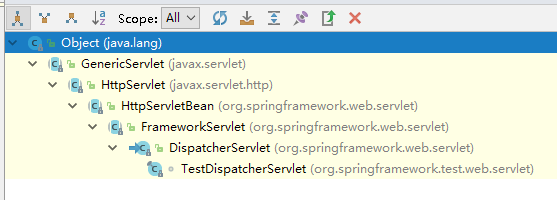 Scope: All
Object (java.lang)
GenericServlet (javax.servlet)
HttpServlet (javax.servlet.http)
HttpServletBean (org.springframework.web.servlet)
FrameworkServlet (org.springframework.web.servlet)
DispatcherServlet (org.springframework.web.servlet)
TestDispatcherServlet (org.springframework.test.web.servlet)